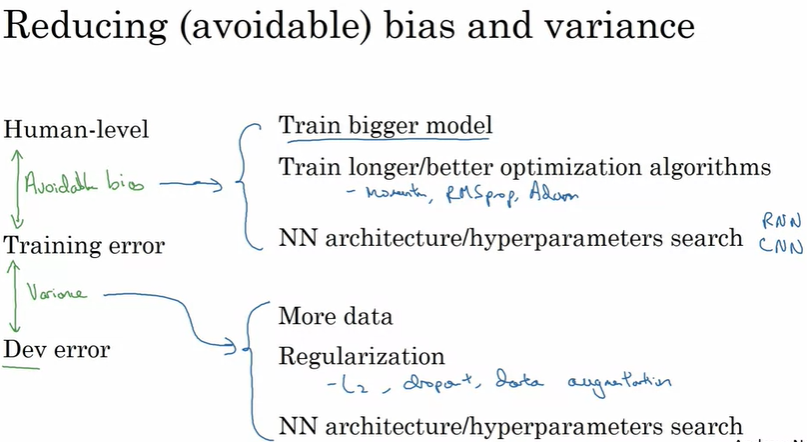 Reducing (avoidable) bias and variance
Human-level
Avoidable bias
Training error
Variance
Dev error
Train bigger model
Train longer/better optimization algorithms
- Momentum, RMSprop, Adam
NN architecture/hyperparameters search
RNN
CNN
More data
Regularization
- L2, dropout, data augmentation
NN architecture/hyperparameters search